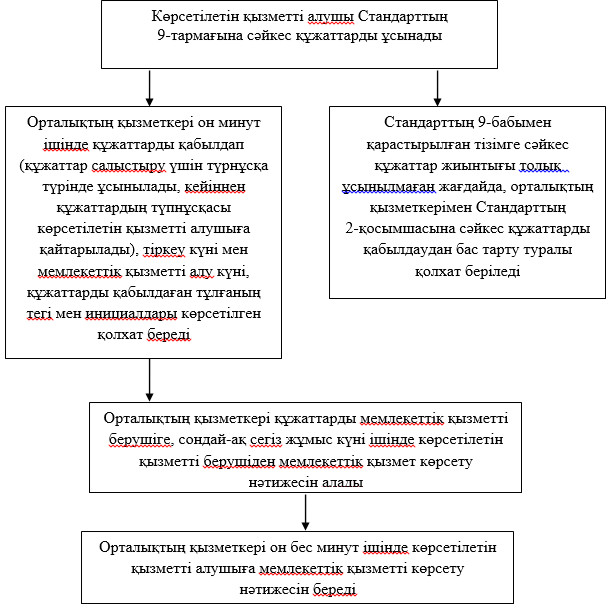 Көрсетілетін қызметті алушы Стандарттың
9-тармағына сәйкес құжаттарды ұсынады
Орталықтың қызметкері он минут
ішінде құжаттарды қабылдап
(құжаттар салыстыру үшін түрнұсқа
түрінде ұсынылады, кейіннен
құжаттардың түпнұсқасы
көрсетілетін қызметті алушыға
қайтарылады), тіркеу күні мен
мемлекеттік қызметті алу күні,
құжаттарды қабылдаған тұлғаның
тегі мен инициалдары көрсетілген
қолхат береді
Стандарттың 9-бабымен
қарастырылған тізімге сәйкес
құжаттар жиынтығы толық
ұсынылмаған жағдайда, орталықтың
қызметкерімен Стандарттың
2-қосымшасына сәйкес құжаттарды
қабылдаудан бас тарту туралы
қолхат беріледі
Орталықтың қызметкері құжаттарды мемлекеттік қызметті
берушіге, сондай-ақ сегіз жұмыс күні ішінде көрсетілетін
қызметті берушіден мемлекеттік қызмет көрсету
нәтижесін алады
Орталықтың қызметкері он бес минут ішінде көрсетілетін
қызметті алушыға мемлекеттік қызметті көрсету
нәтижесін береді